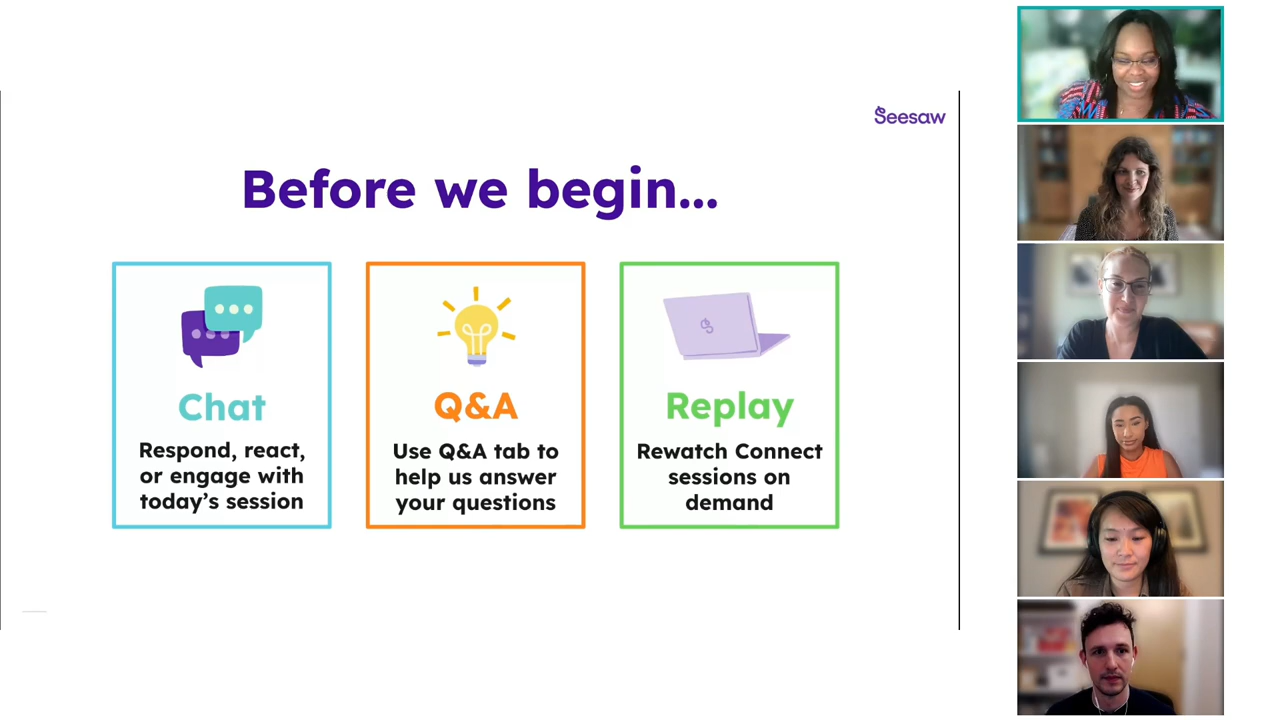 Seesaw
Before we begin...
Chat
Respond, react,
or engage with
today's session
Q&A
Use Q&A tab to
help us answer
your questions
Replay
Rewatch Connect
sessions on
demand